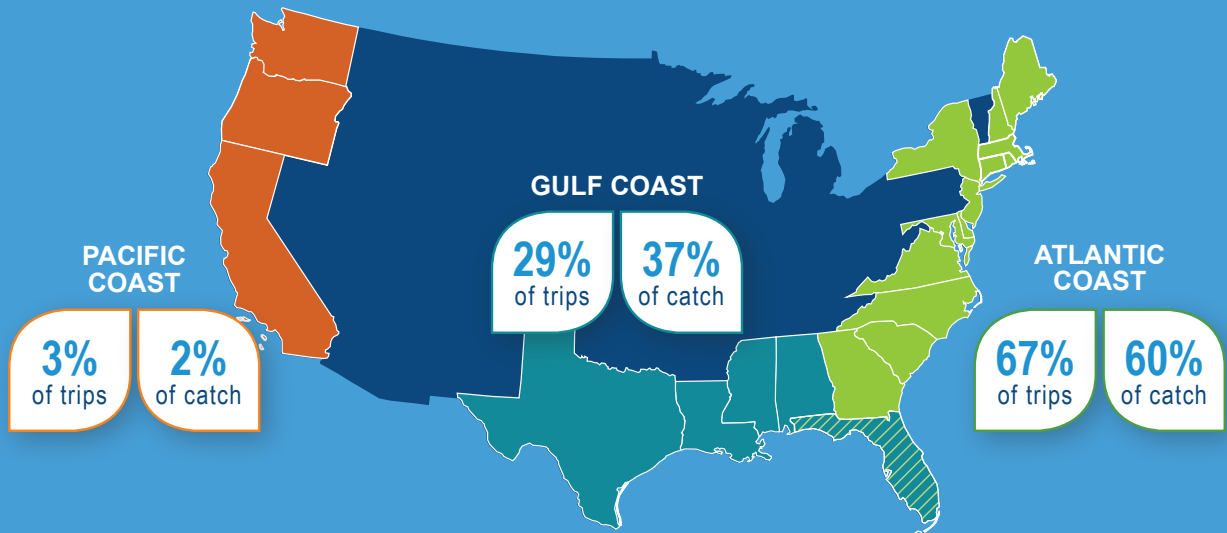 PACIFIC
COAST
3%
of trips
2%
of catch
GULF COAST
29%
of trips
37%
of catch
ATLANTIC
COAST
67%
of trips
60%
of catch